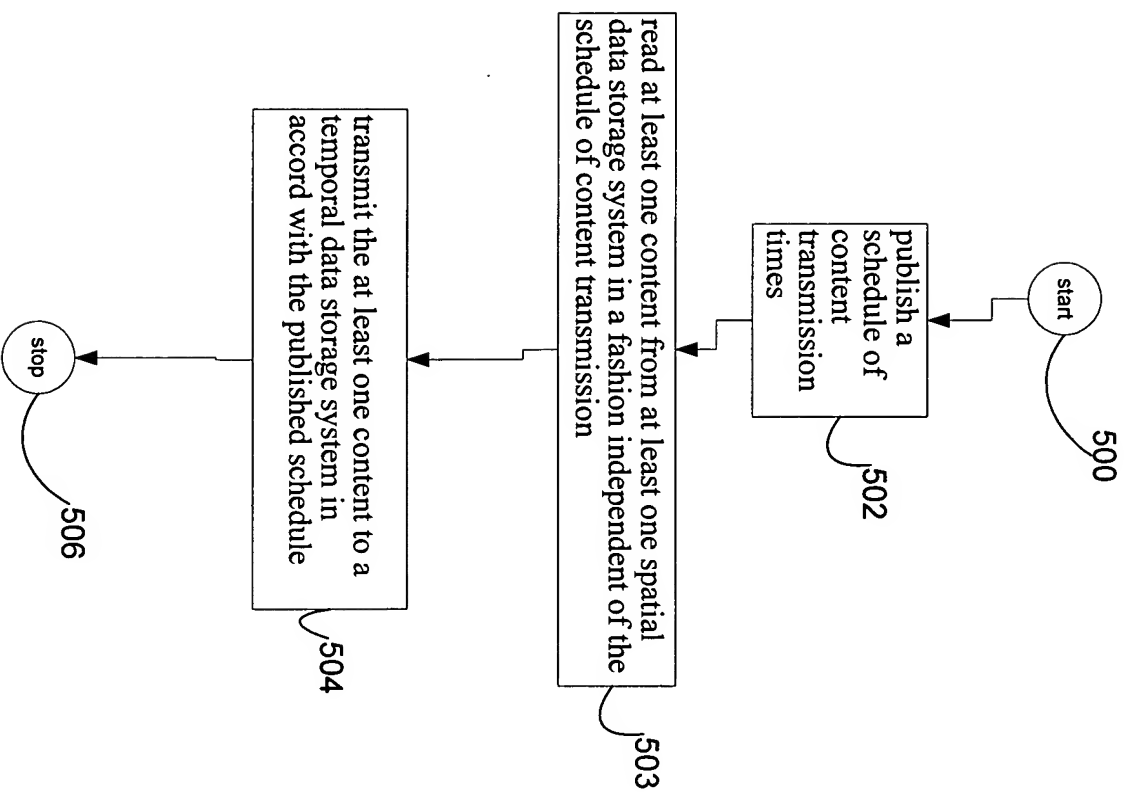 start
500
publish a
schedule of
content
transmission
times
502
read at least one content from at least one spatial
data storage system in a fashion independent of the
schedule of content transmission
503
transmit the at least one content to a
temporal data storage system in
accord with the published schedule
504
stop
506